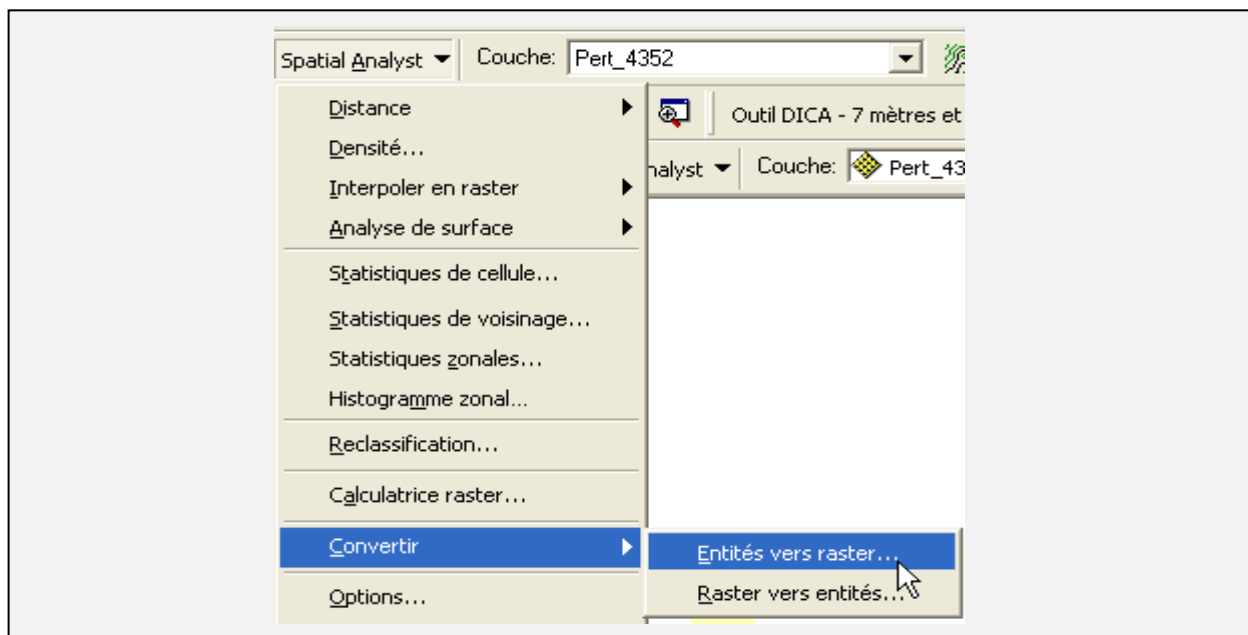 Spatial Analyst Couche: Pert_4352
Distance
Outil DICA - 7 mètres et
Densité...
nalyst Couche: Pert_43
Interpoler en raster
Analyse de surface
Statistiques de cellule...
Statistiques de voisinage...
Statistiques zonales...
Histogramme zonal...
Reclassification...
Calculatrice raster...
Convertir
Entités vers raster...
Raster vers entités...
Options...